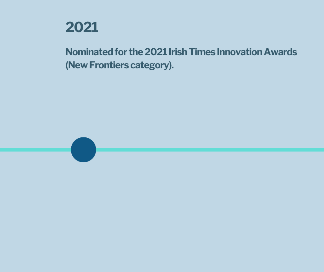 2021
Nominated for the 2021 Irish Times Innovation Awards
(New Frontiers category).